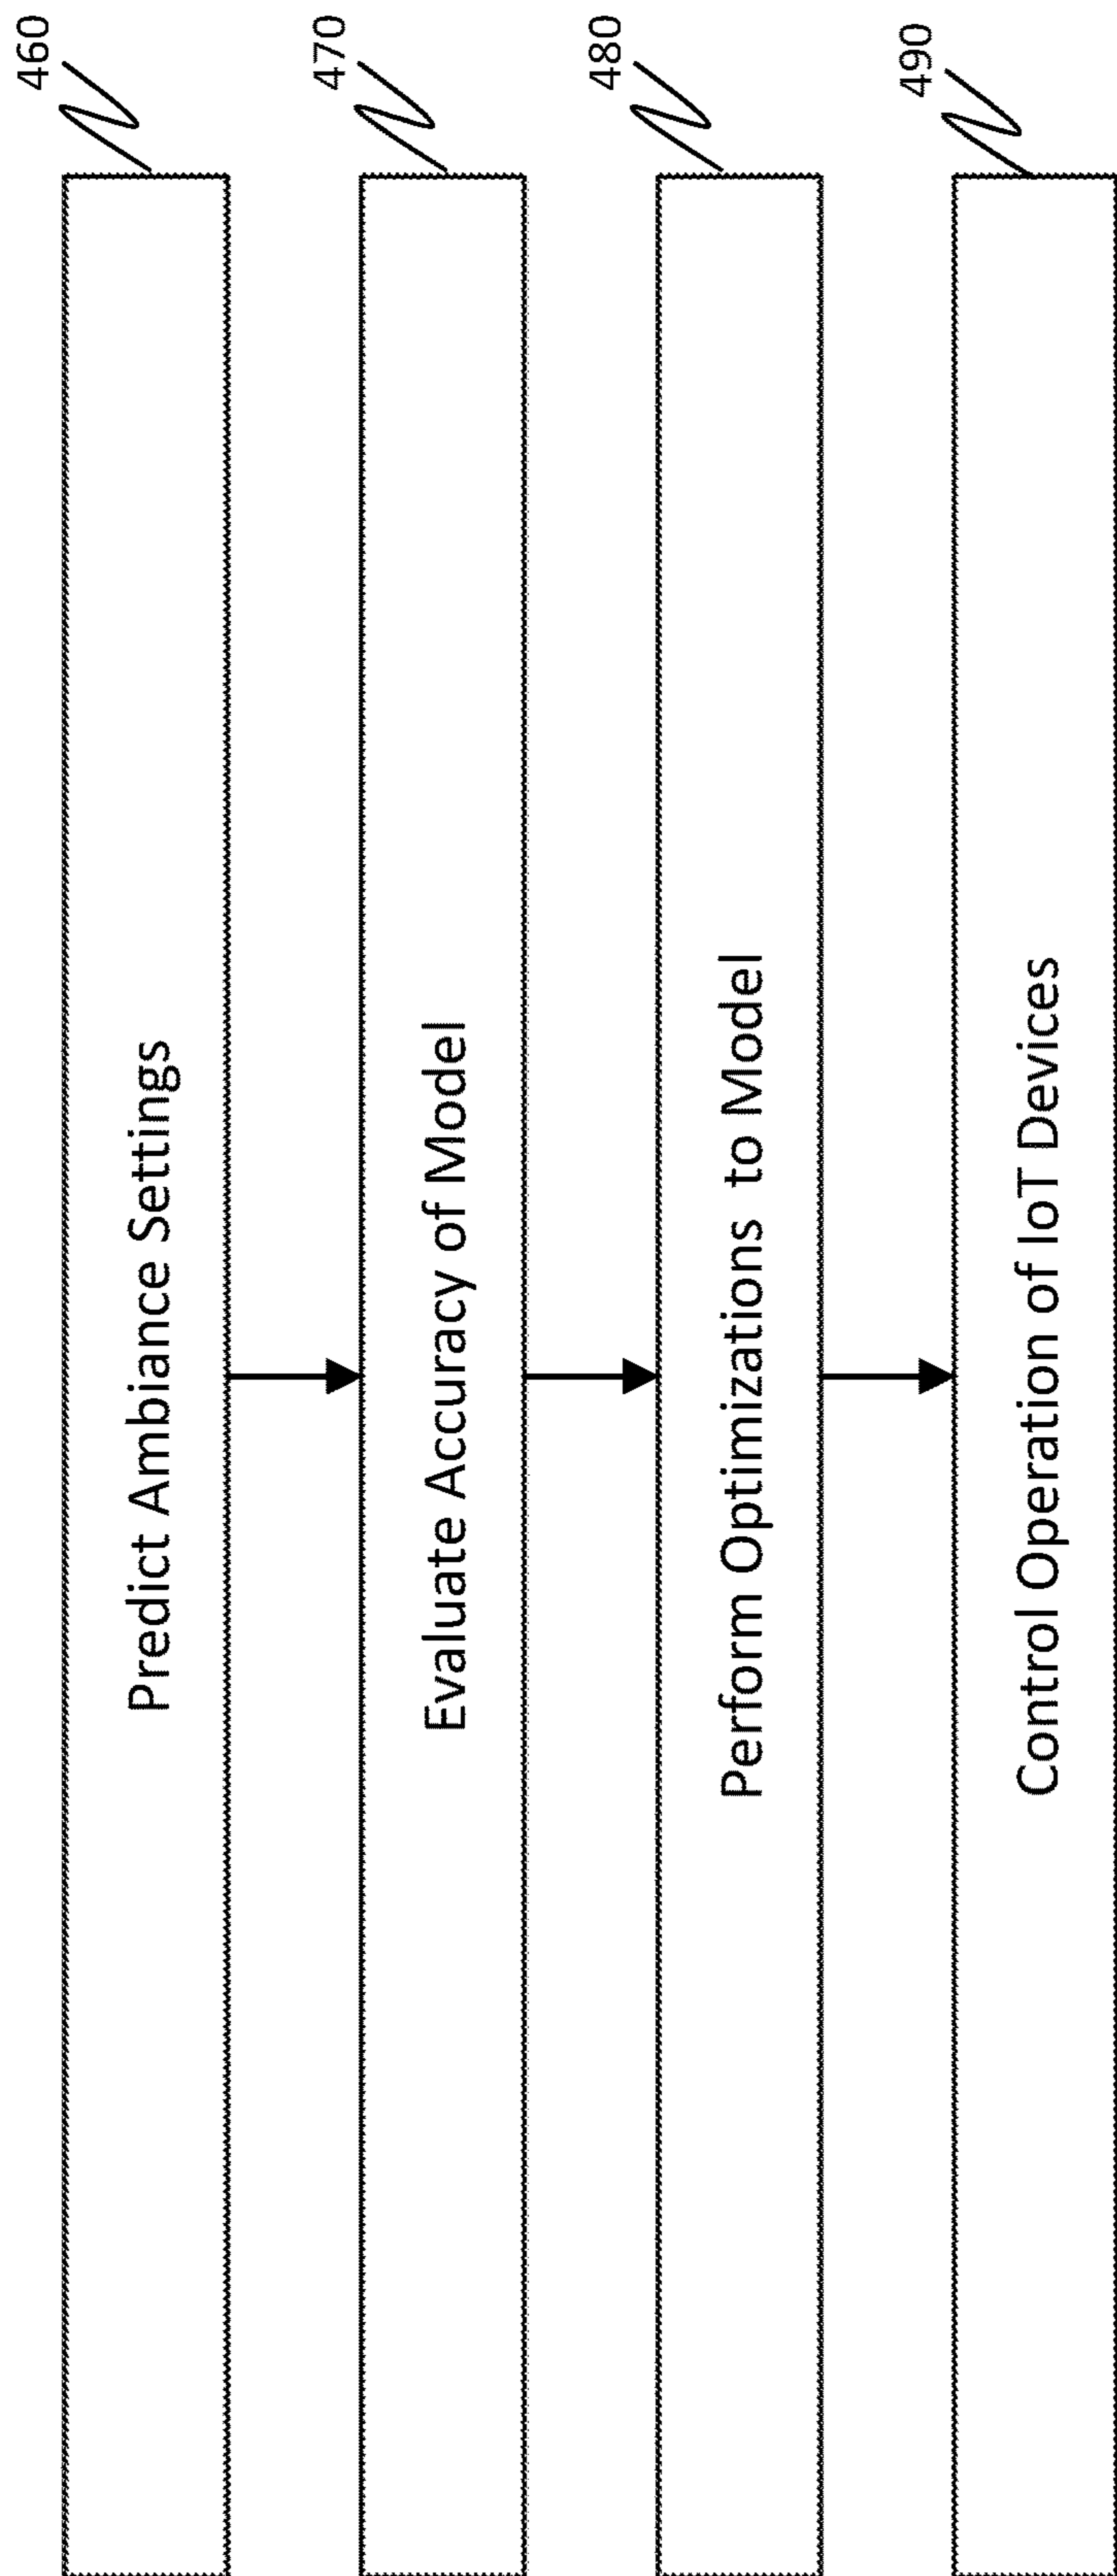 460
Predict Ambiance Settings
470
Evaluate Accuracy of Model
480
Perform Optimizations to Model
490
Control Operation of IoT Devices